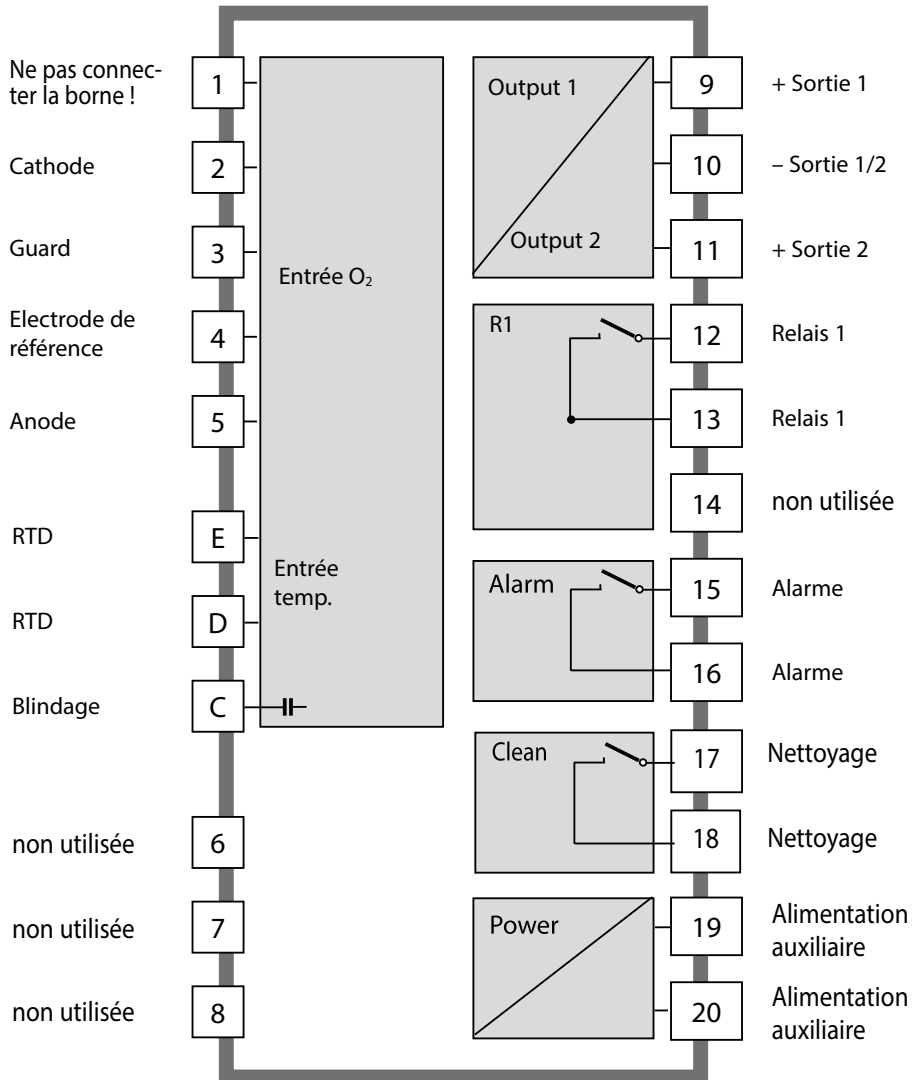 Ne pas connec-
ter la borne !
1
Cathode
2
Guard
3
Electrode de
référence
4
Anode
5
RTD
E
RTD
D
Blindage
C
non utilisée
6
non utilisée
7
non utilisée
8
Entrée O₂
Entrée
temp.
Output 1
Output 2
9
+ Sortie 1
10
– Sortie 1/2
11
+ Sortie 2
R1
12
Relais 1
13
Relais 1
14
non utilisée
Alarm
15
Alarme
16
Alarme
Clean
17
Nettoyage
18
Nettoyage
Power
19
Alimentation
auxiliaire
20
Alimentation
auxiliaire